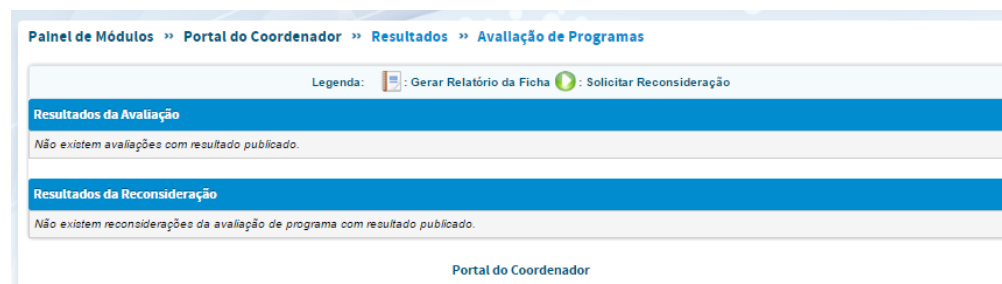 Painel de Módulos » Portal do Coordenador » Resultados » Avaliação de Programas
Legenda: : Gerar Relatório da Ficha : Solicitar Reconsideração
Resultados da Avaliação
Não existem avaliações com resultado publicado.
Resultados da Reconsideração
Não existem reconsiderações da avaliação de programa com resultado publicado.
Portal do Coordenador